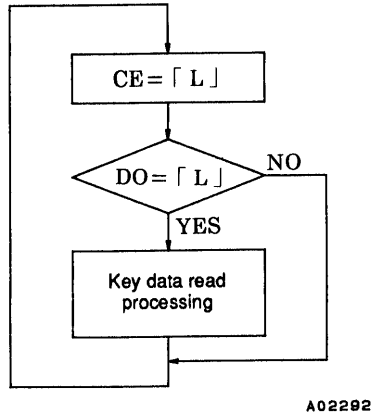 CE=「L」
DO=「L」
NO
YES
Key data read
processing
A02292